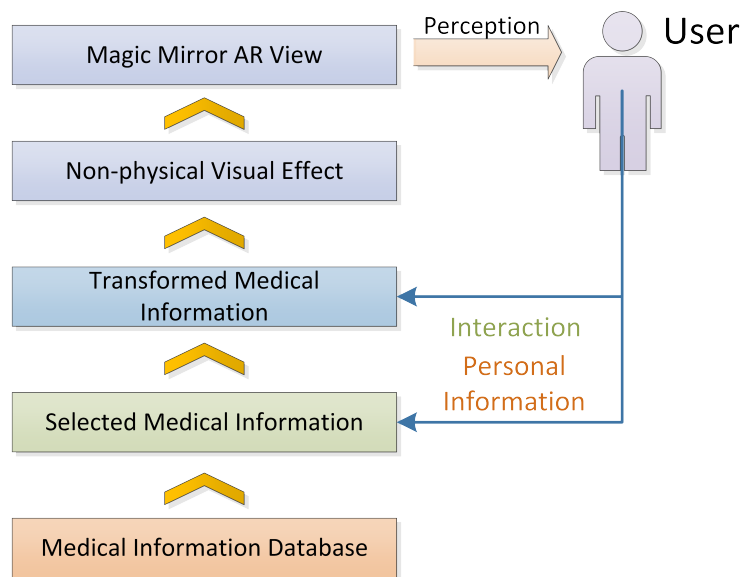 Perception
User
Magic Mirror AR View
Non-physical Visual Effect
Transformed Medical
Information
Interaction
Personal
Information
Selected Medical Information
Medical Information Database